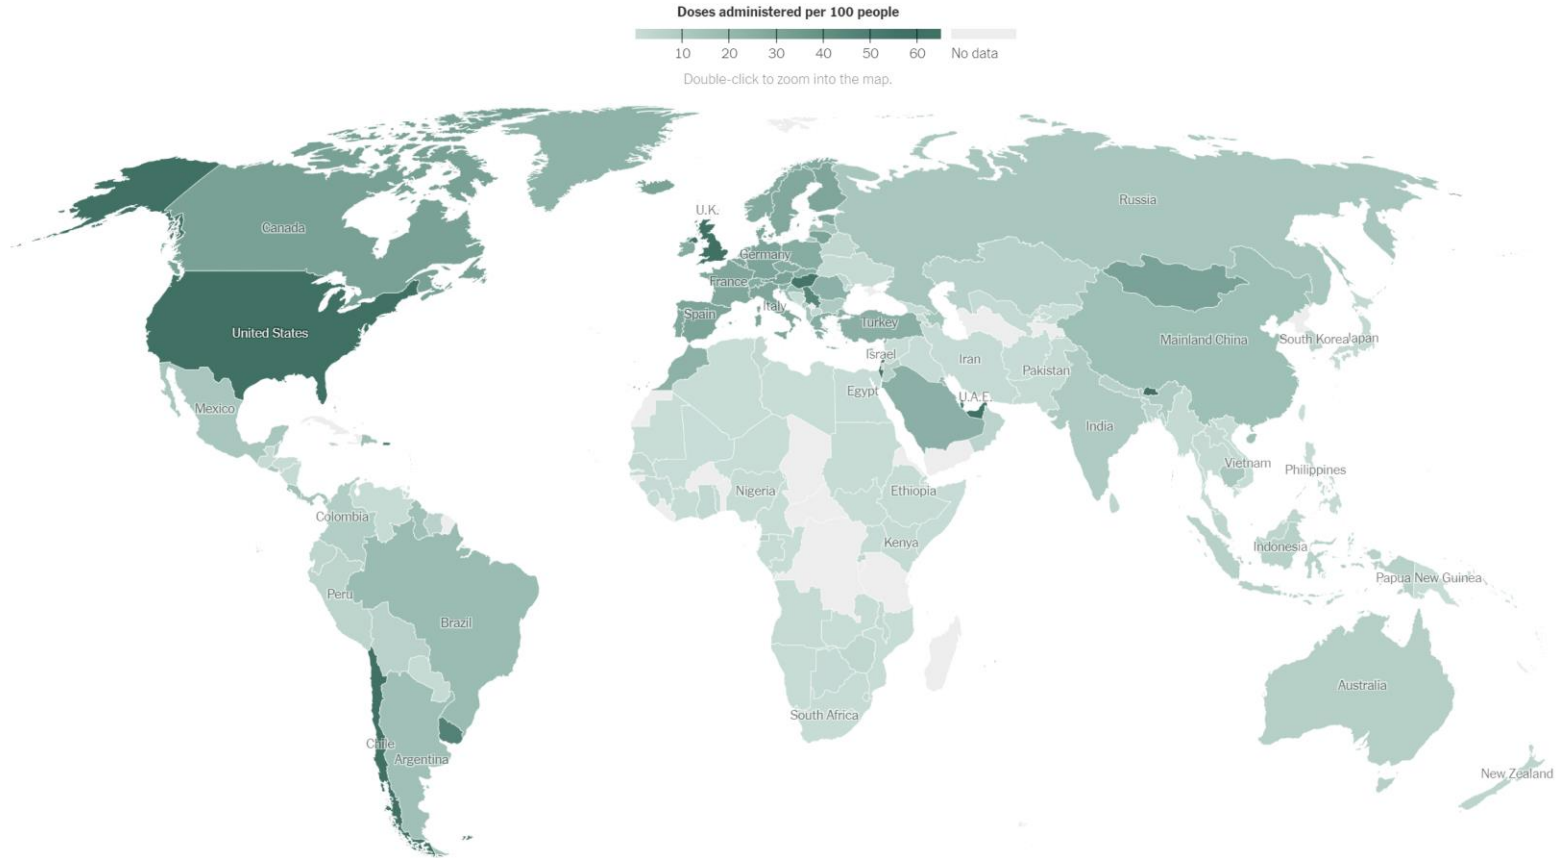 Doses administered per 100 people
10 20 30 40 50 60 No data
Double-click to zoom into the map.
Russia
U.K.
Canada
Germany
France
Italy
Spain
Turkey
United States
Mainland China
South Korea
Japan
Israel
Iran
Pakistan
Egypt
U.A.E.
Mexico
India
Vietnam
Philippines
Nigeria
Ethiopia
Colombia
Kenya
Indonesia
Papua New Guinea
Peru
Brazil
Australia
South Africa
Chile
Argentina
New Zealand